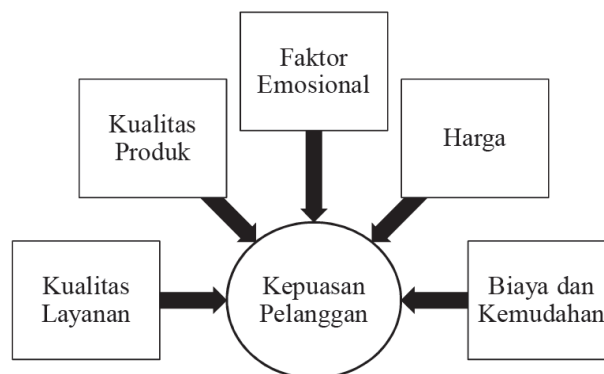 Faktor
Emosional
Kualitas
Produk
Harga
Kualitas
Layanan
Kepuasan
Pelanggan
Biaya dan
Kemudahan